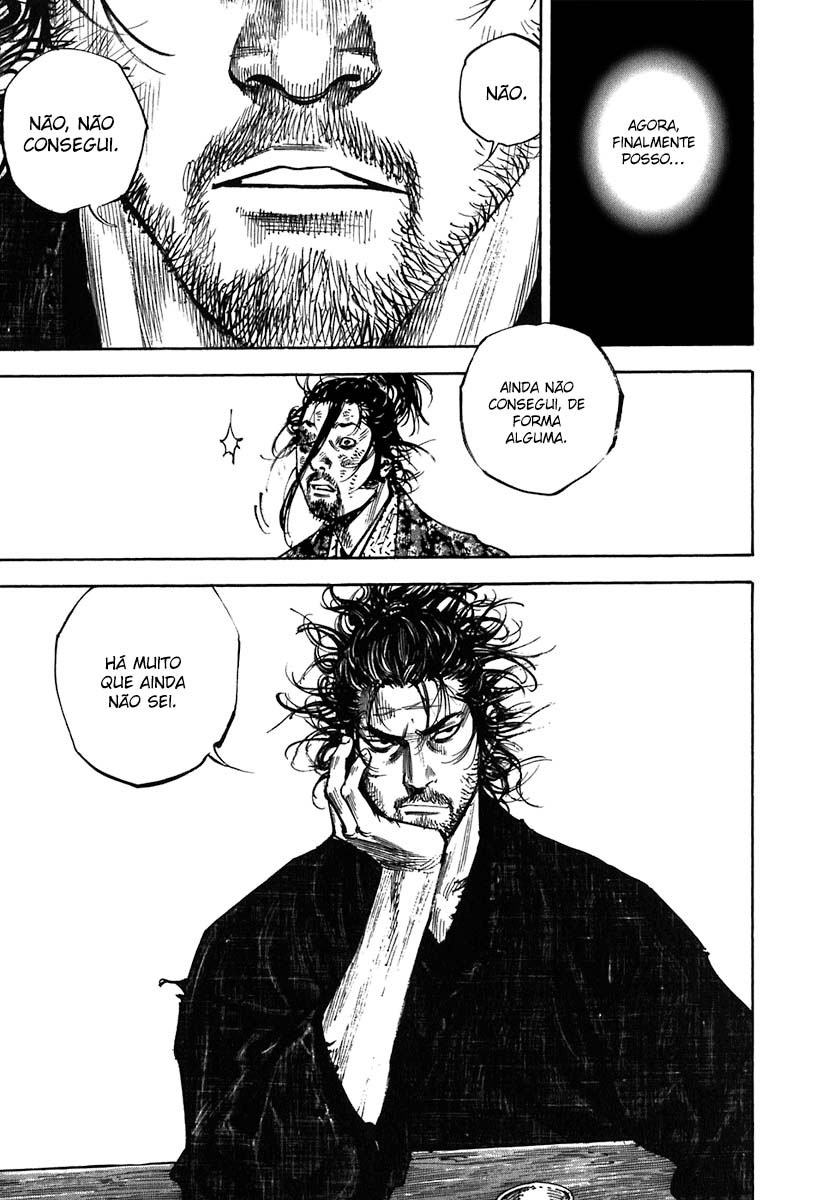 AGORA,
FINALMENTE
POSSO...
NÃO.
NÃO, NÃO
CONSEGUI.
AINDA NÃO
CONSEGUI, DE
FORMA
ALGUMA.
HÁ MUITO
QUE AINDA
NÃO SEI.